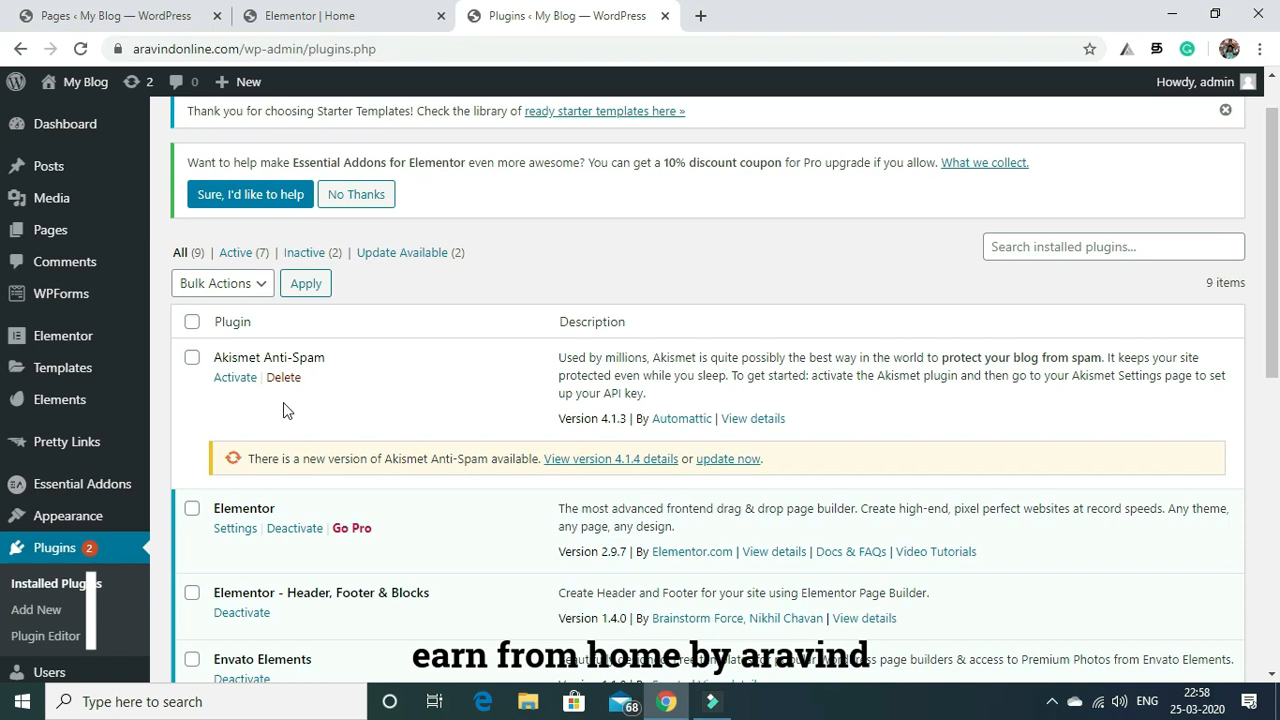 Pages ‹ My Blog — WordPress
Elementor | Home
Plugins ‹ My Blog — WordPress
aravindonline.com/wp-admin/plugins.php
My Blog
2
0
New
Howdy, admin
Dashboard
Posts
Media
Pages
Comments
WPForms
Elementor
Templates
Elements
Pretty Links
Essential Addons
Appearance
Plugins 2
Installed Plugins
Add New
Plugin Editor
Users
Thank you for choosing Starter Templates! Check the library of ready starter templates here »
Want to help make Essential Addons for Elementor even more awesome? You can get a 10% discount coupon for Pro upgrade if you allow. What we collect.
Sure, I'd like to help
No Thanks
All (9) | Active (7) | Inactive (2) | Update Available (2)
Search installed plugins...
Bulk Actions
Apply
9 items
Plugin
Description
Akismet Anti-Spam
Activate | Delete
Used by millions, Akismet is quite possibly the best way in the world to protect your blog from spam. It keeps your site
protected even while you sleep. To get started: activate the Akismet plugin and then go to your Akismet Settings page to set
up your API key.
Version 4.1.3 | By Automattic | View details
There is a new version of Akismet Anti-Spam available. View version 4.1.4 details or update now.
Elementor
Settings | Deactivate | Go Pro
The most advanced frontend drag & drop page builder. Create high-end, pixel perfect websites at record speeds. Any theme,
any page, any design.
Version 2.9.7 | By Elementor.com | View details | Docs & FAQs | Video Tutorials
Elementor - Header, Footer & Blocks
Deactivate
Create Header and Footer for your site using Elementor Page Builder.
Version 1.4.0 | By Brainstorm Force, Nikhil Chavan | View details
Envato Elements
Deactivate
page builders & access to Premium Photos from Envato Elements.
earn from home by aravind
Type here to search
68
ENG
22:58
25-03-2020